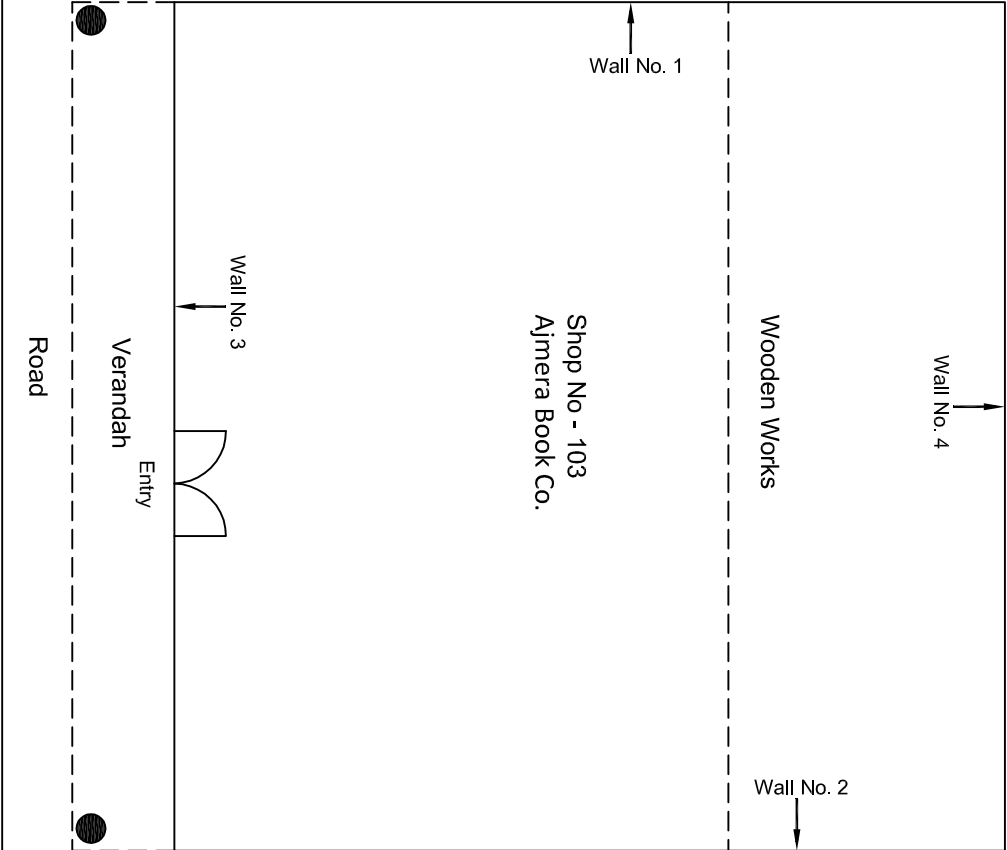 Wall No. 1
Wall No. 4
Wooden Works
Shop No - 103
Ajmera Book Co.
Wall No. 3
Verandah
Entry
Road
Wall No. 2